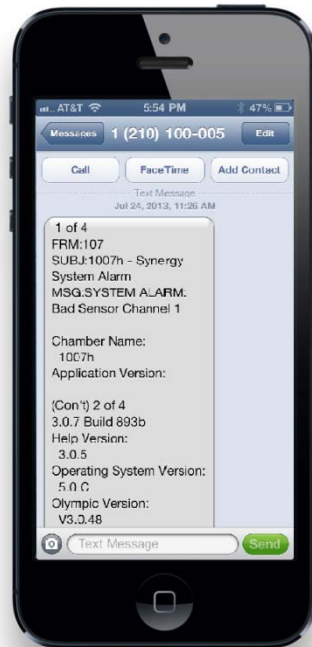 AT&T 5:54 PM 47%
Messages 1 (210) 100-005 Edit
Call FaceTime Add Contact
Text Message
Jul 24, 2013, 11:26 AM
1 of 4
FRM:107
SUBJ:1007h - Synergy
System Alarm
MSG:SYSTEM ALARM:
Bad Sensor Channel 1
Chamber Name:
1007h
Application Version:
(Con't) 2 of 4
3.0.7 Build 893b
Help Version:
3.0.5
Operating System Version:
5.0.C
Olympic Version:
V3.0.48
Text Message Send